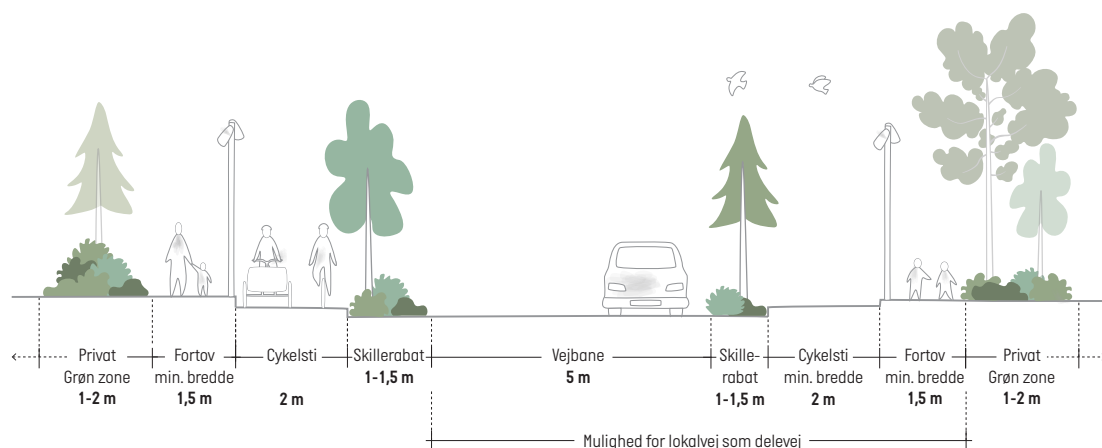 Privat
Grøn zone
1-2 m
Fortov
min. bredde
1,5 m
Cykelsti
2 m
Skillerabat
1-1,5 m
Vejbane
5 m
Skille-
rabat
1-1,5 m
Cykelsti
min. bredde
2 m
Fortov
min. bredde
1,5 m
Privat
Grøn zone
1-2 m
Mulighed for lokalvej som delevej